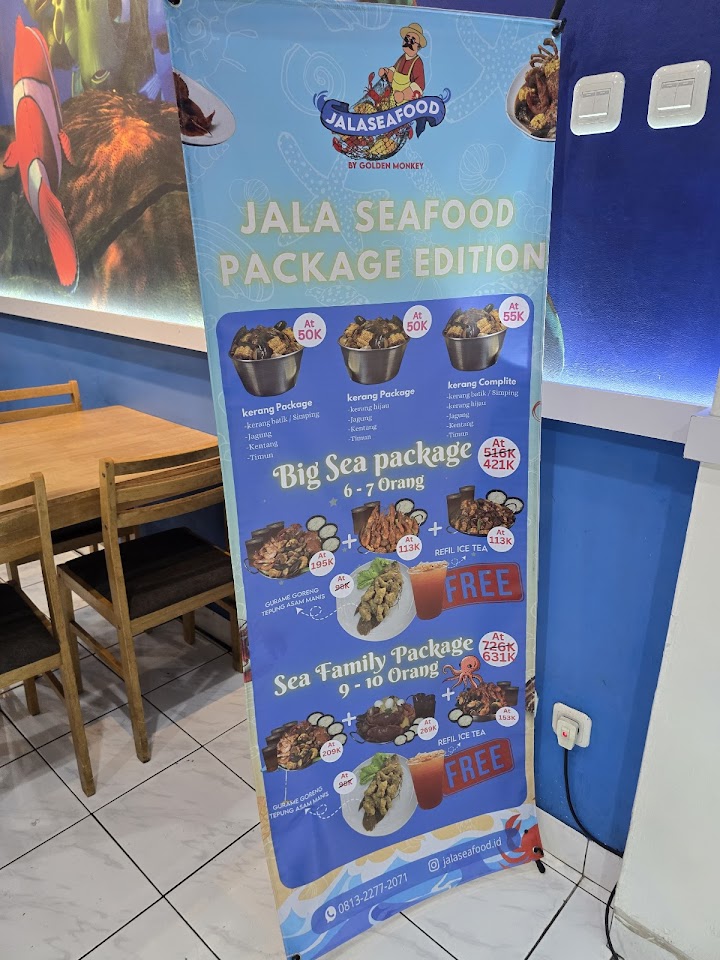 JALASEAFOOD
BY GOLDEN MONKEY
JALA SEAFOOD
PACKAGE EDITION
At 50K
At 50K
At 55K
kerang Package
-kerang batik / Simping
-Jagung
-Kentang
-Timun
kerang Package
-kerang hijau
-Jagung
-Kentang
-Timun
kerang Complite
-kerang batik / Simping
-kerang hijau
-Jagung
-Kentang
-Timun
Big Sea package
6 - 7 Orang
At
516K
421K
At 195K
+
At 113K
+
At 113K
REFIL ICE TEA
At 98K
FREE
GURAME GORENG
TEPUNG ASAM MANIS
Sea Family Package
9 - 10 Orang
At
726K
631K
At 209K
+
At 269K
+
At 153K
REFIL ICE TEA
At 98K
FREE
GURAME GORENG
TEPUNG ASAM MANIS
0813-2277-2071
jalaseafood.id